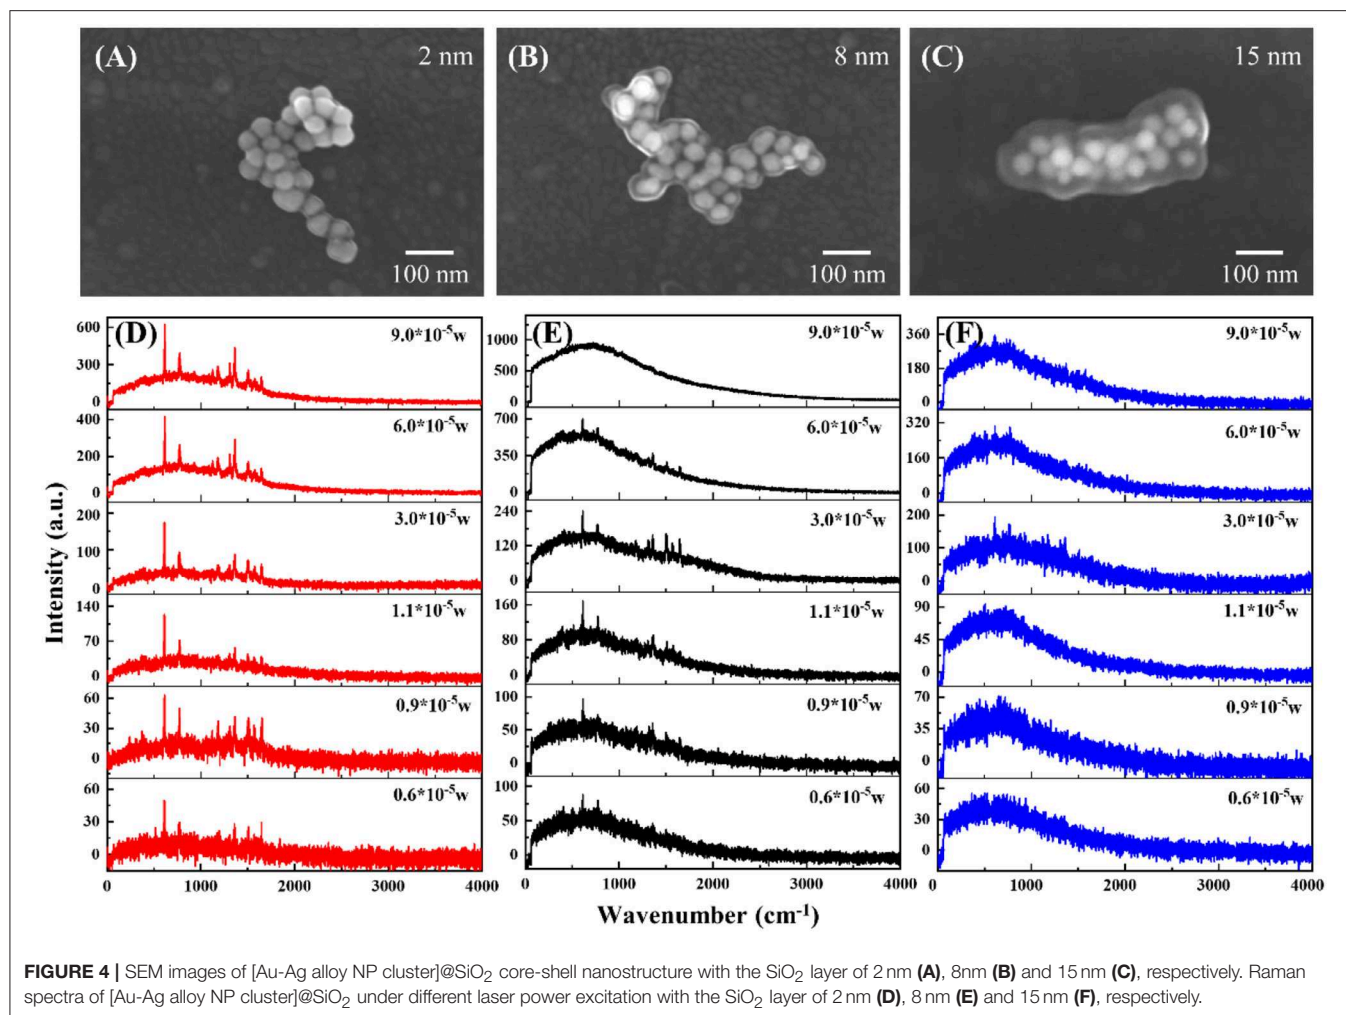 (A) 2 nm (B) 8 nm (C) 15 nm
100 nm 100 nm 100 nm
(D) 9.0*10⁻⁵w (E) 9.0*10⁻⁵w (F) 9.0*10⁻⁵w
600 300 0 1000 500 0 360 180 0
6.0*10⁻⁵w 6.0*10⁻⁵w 6.0*10⁻⁵w
400 200 0 700 350 0 320 160 0
3.0*10⁻⁵w 3.0*10⁻⁵w 3.0*10⁻⁵w
200 100 0 240 120 0 200 100 0
1.1*10⁻⁵w 1.1*10⁻⁵w 1.1*10⁻⁵w
140 70 0 160 80 0 90 45 0
0.9*10⁻⁵w 0.9*10⁻⁵w 0.9*10⁻⁵w
60 30 0 100 50 0 70 35 0
0.6*10⁻⁵w 0.6*10⁻⁵w 0.6*10⁻⁵w
60 30 0 100 50 0 60 30 0
0 1000 2000 3000 4000 0 1000 2000 3000 4000 0 1000 2000 3000 4000
Intensity (a.u.)
Wavenumber (cm⁻¹)
FIGURE 4 | SEM images of [Au-Ag alloy NP cluster]@SiO₂ core-shell nanostructure with the SiO₂ layer of 2 nm (A), 8nm (B) and 15 nm (C), respectively. Raman
spectra of [Au-Ag alloy NP cluster]@SiO₂ under different laser power excitation with the SiO₂ layer of 2 nm (D), 8 nm (E) and 15 nm (F), respectively.